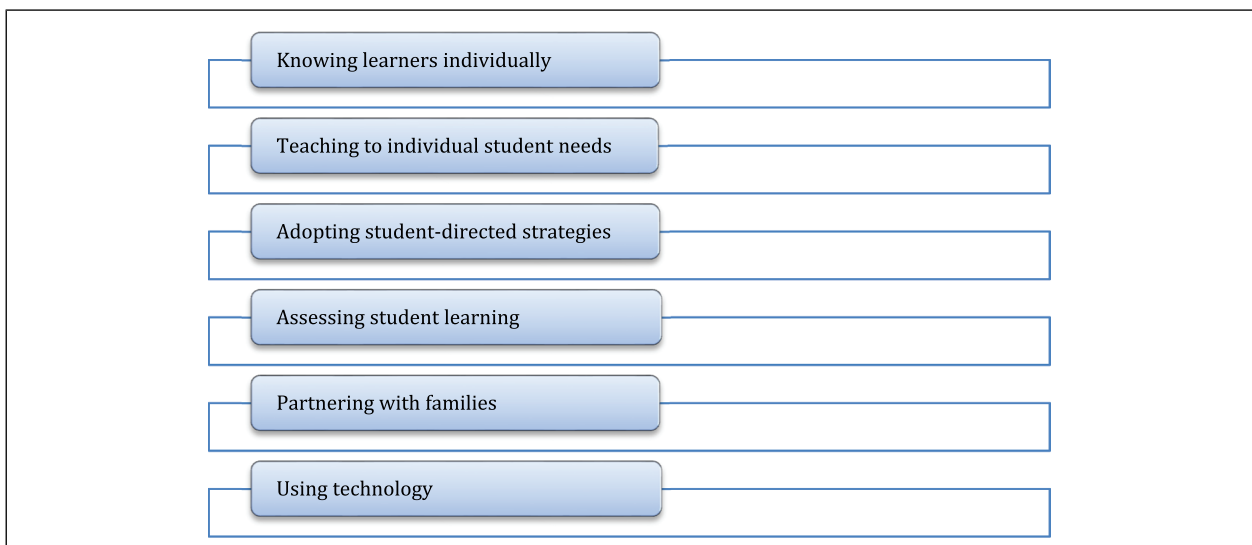 Knowing learners individually
Teaching to individual student needs
Adopting student-directed strategies
Assessing student learning
Partnering with families
Using technology